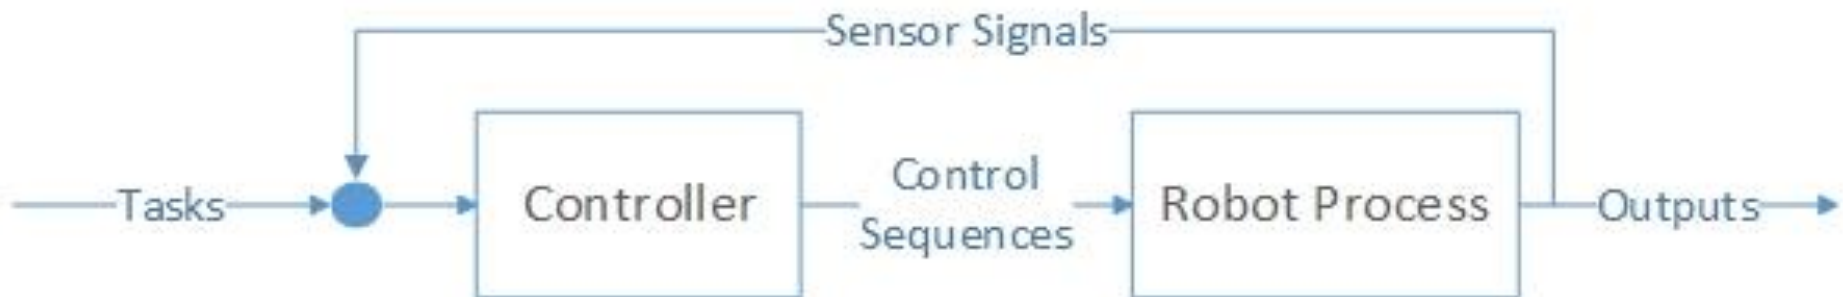 Sensor Signals
Tasks
Controller
Control
Sequences
Robot Process
Outputs